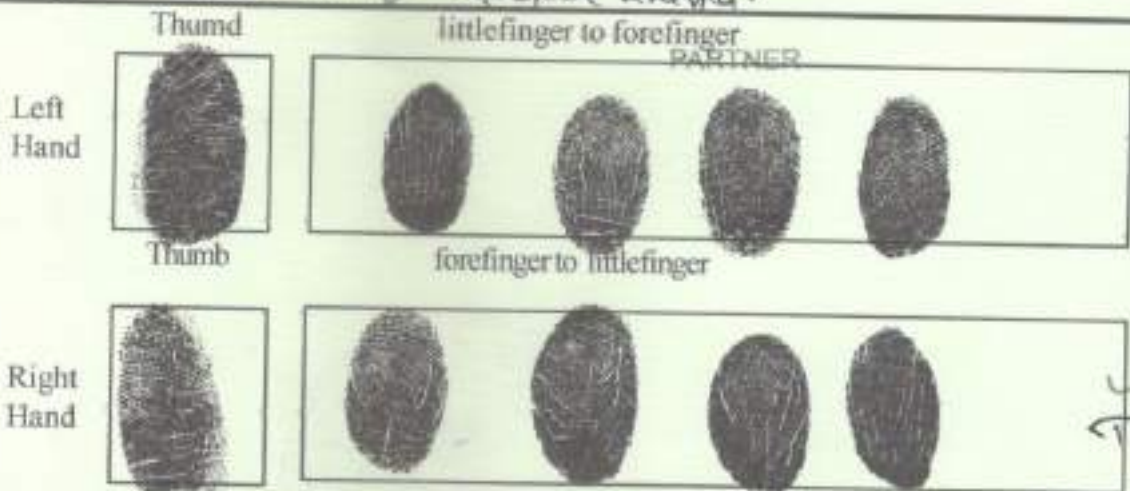 Thumd
littlefinger to forefinger
PARTNER
Left
Hand
Thumb
forefinger to littlefinger
Right
Hand